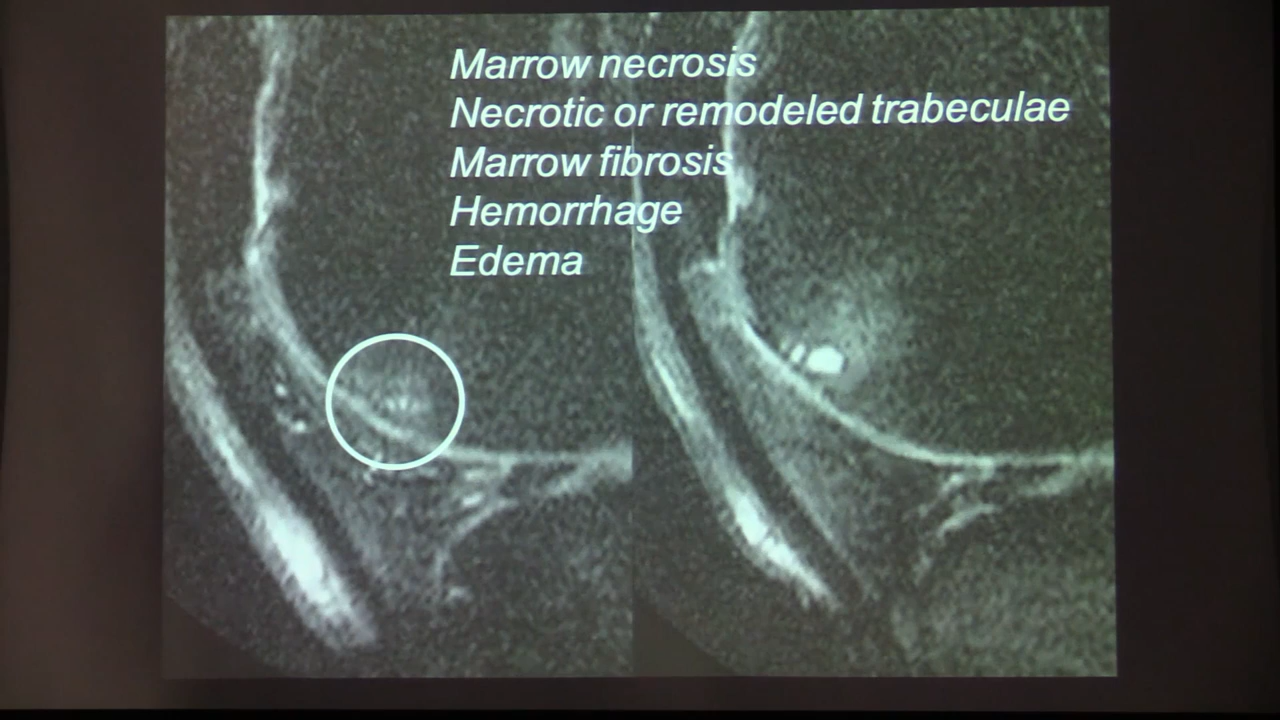 Marrow necrosis
Necrotic or remodeled trabeculae
Marrow fibrosis
Hemorrhage
Edema